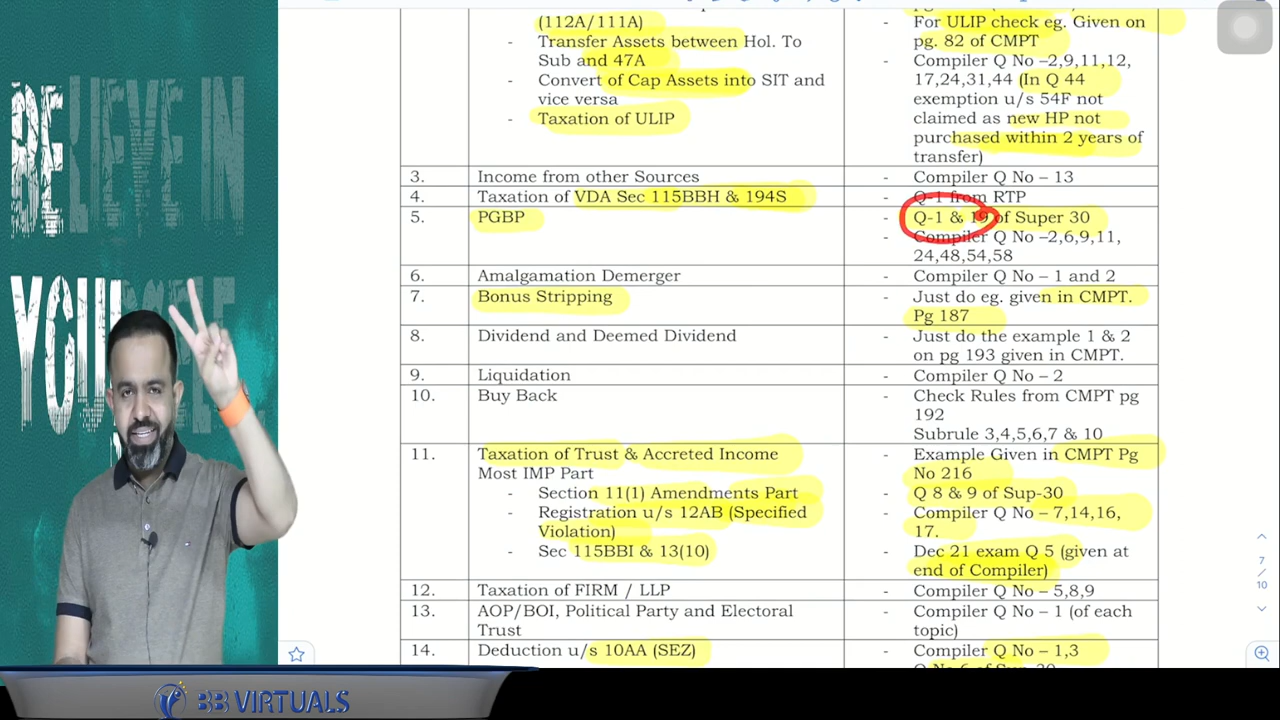 BELIEVE IN
YOURSELF
(112A/111A)
- Transfer Assets between Hol. To
Sub and 47A
- Convert of Cap Assets into SIT and
vice versa
- Taxation of ULIP
- For ULIP check eg. Given on
pg. 82 of CMPT
- Compiler Q No –2,9,11,12,
17,24,31,44 (In Q 44
exemption u/s 54F not
claimed as new HP not
purchased within 2 years of
transfer)
3. Income from other Sources - Compiler Q No – 13
4. Taxation of VDA Sec 115BBH & 194S - Q-1 from RTP
5. PGBP - Q-1 & 19 of Super 30
- Compiler Q No –2,6,9,11,
24,48,54,58
6. Amalgamation Demerger - Compiler Q No – 1 and 2
7. Bonus Stripping - Just do eg. given in CMPT.
Pg 187
8. Dividend and Deemed Dividend - Just do the example 1 & 2
on pg 193 given in CMPT.
9. Liquidation - Compiler Q No – 2
10. Buy Back - Check Rules from CMPT pg
192
Subrule 3,4,5,6,7 & 10
11. Taxation of Trust & Accreted Income
Most IMP Part
- Section 11(1) Amendments Part
- Registration u/s 12AB (Specified
Violation)
- Sec 115BBI & 13(10)
- Example Given in CMPT Pg
No 216
- Q 8 & 9 of Sup-30
- Compiler Q No – 7,14,16,
17.
- Dec 21 exam Q 5 (given at
end of Compiler)
12. Taxation of FIRM / LLP - Compiler Q No – 5,8,9
13. AOP/BOI, Political Party and Electoral
Trust
- Compiler Q No – 1 (of each
topic)
14. Deduction u/s 10AA (SEZ) - Compiler Q No – 1,3
7
/
10
BB VIRTUALS